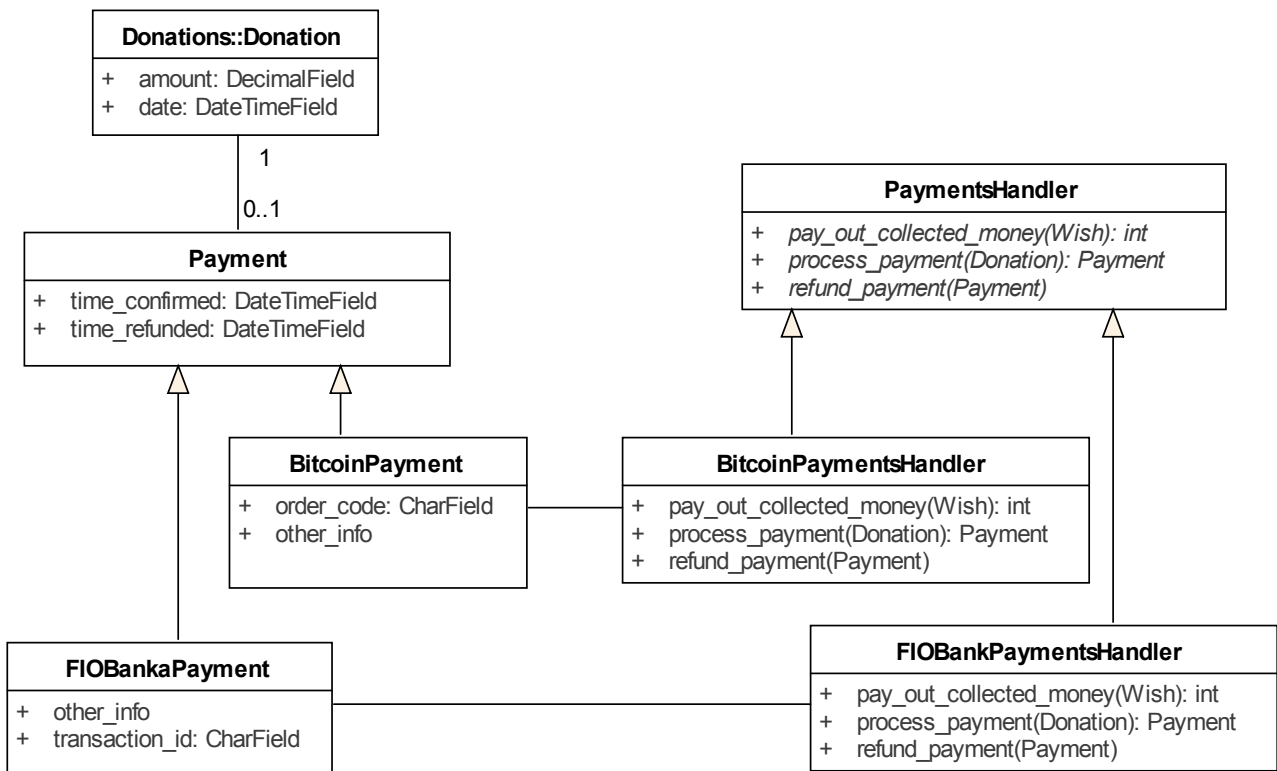 Donations::Donation
+ amount: DecimalField
+ date: DateTimeField
1
0..1
Payment
+ time_confirmed: DateTimeField
+ time_refunded: DateTimeField
PaymentsHandler
+ pay_out_collected_money(Wish): int
+ process_payment(Donation): Payment
+ refund_payment(Payment)
BitcoinPayment
+ order_code: CharField
+ other_info
BitcoinPaymentsHandler
+ pay_out_collected_money(Wish): int
+ process_payment(Donation): Payment
+ refund_payment(Payment)
FIOBankaPayment
+ other_info
+ transaction_id: CharField
FIOBankPaymentsHandler
+ pay_out_collected_money(Wish): int
+ process_payment(Donation): Payment
+ refund_payment(Payment)